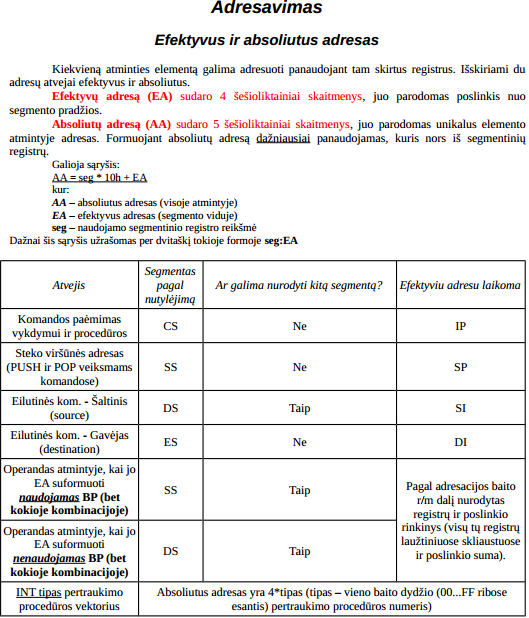 Adresavimas
Efektyvus ir absoliutus adresas
Kiekvieną atminties elementą galima adresuoti panaudojant tam skirtus registrus. Išskiriami du
adresų atvejai efektyvus ir absoliutus.
Efektyvų adresą (EA) sudaro 4 šešioliktainiai skaitmenys, juo parodomas poslinkis nuo
segmento pradžios.
Absoliutų adresą (AA) sudaro 5 šešioliktainiai skaitmenys, juo parodomas unikalus elemento
atmintyje adresas. Formuojant absoliutų adresą dažniausiai panaudojamas, kuris nors iš segmentinių
registrų.
Galioja sąryšis:
AA = seg * 10h + EA
kur:
AA – absoliutus adresas (visoje atmintyje)
EA – efektyvus adresas (segmento viduje)
seg – naudojamo segmentinio registro reikšmė
Dažnai šis sąryšis užrašomas per dvitaškį tokioje formoje seg:EA
Atvejis
Segmentas
pagal
nutylėjimą
Ar galima nurodyti kitą segmentą?
Efektyviu adresu laikoma
Komandos paėmimas
vykdymui ir procedūros
CS
Ne
IP
Steko viršūnės adresas
(PUSH ir POP veiksmams
komandose)
SS
Ne
SP
Eilutinės kom. - Šaltinis
(source)
DS
Taip
SI
Eilutinės kom. - Gavėjas
(destination)
ES
Ne
DI
Operandas atmintyje, kai jo
EA suformuoti
naudojamas BP (bet
kokioje kombinacijoje)
SS
Taip
Pagal adresacijos baito
r/m dalį nurodytas
registrų ir poslinkio
rinkinys (visų tų registrų
laužtiniuose skliaustuose
ir poslinkio suma).
Operandas atmintyje, kai jo
EA suformuoti
nenaudojamas BP (bet
kokioje kombinacijoje)
DS
Taip
INT tipas pertraukimo
procedūros vektorius
Absoliutus adresas yra 4*tipas (tipas – vieno baito dydžio (00...FF ribose
esantis) pertraukimo procedūros numeris)